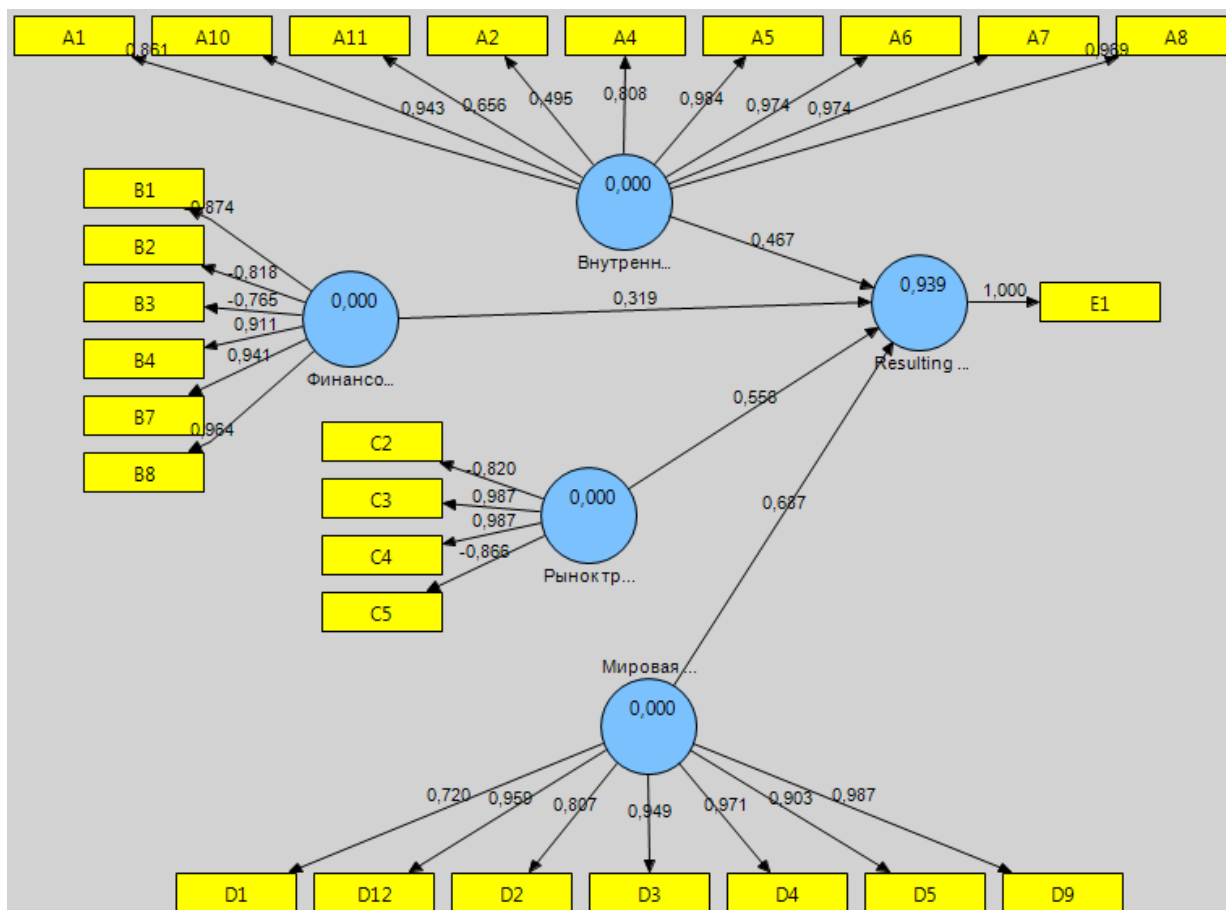 A1 A10 A11 A2 A4 A5 A6 A7 A8
0,861 0,943 0,656 0,495 0,808 0,984 0,974 0,974 0,989
0,000
Внутренн...
B1
B2
B3
B4
B7
B8
-0,874
-0,818
-0,765
0,911
0,941
0,964
0,000
Финансо...
0,467
0,319
0,558
0,687
0,939
Resulting ...
1,000
E1
C2
C3
C4
C5
-0,820
0,987
0,987
-0,866
0,000
Рынок тр...
Мировая ...
0,000
0,720 0,959 0,807 0,949 0,971 0,903 0,987
D1 D12 D2 D3 D4 D5 D9